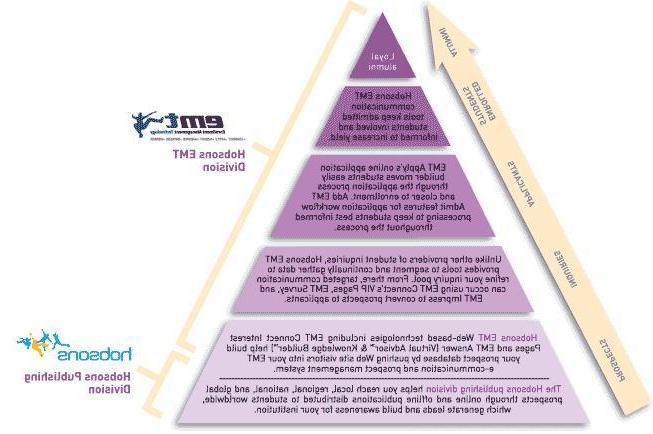 Loyal
alumni
Hobsons EMT
communication
tools keep admitted
students involved and
informed to increase yield.
EMT Apply's online application
builder moves students easily
through the application process
and closer to enrollment. Add EMT
Admit features for application workflow
processing to keep students best informed
throughout the process.
Unlike other providers of student inquiries, Hobsons EMT
provides tools to segment and continually gather data to
refine your inquiry pool. From there, targeted communication
can occur using EMT Connect's VIP Pages, EMT Survey, and
EMT Impress to convert prospects to applicants.
Hobsons EMT Web-based technologies including EMT Connect Interest
Pages and EMT Answer (Virtual Advisor™ & Knowledge Builder™) help build
your prospect database by pushing Web site visitors into your EMT
e-communication and prospect management system.
The Hobsons publishing division helps you reach local, regional, national, and global
prospects through online and offline publications distributed to students worldwide,
which generate leads and build awareness for your institution.
ALUMNI
ENROLLED
STUDENTS
APPLICANTS
INQUIRIES
PROSPECTS
emt
Enrollment Management Technology
Hobsons EMT
Division
hobsons
Hobsons Publishing
Division